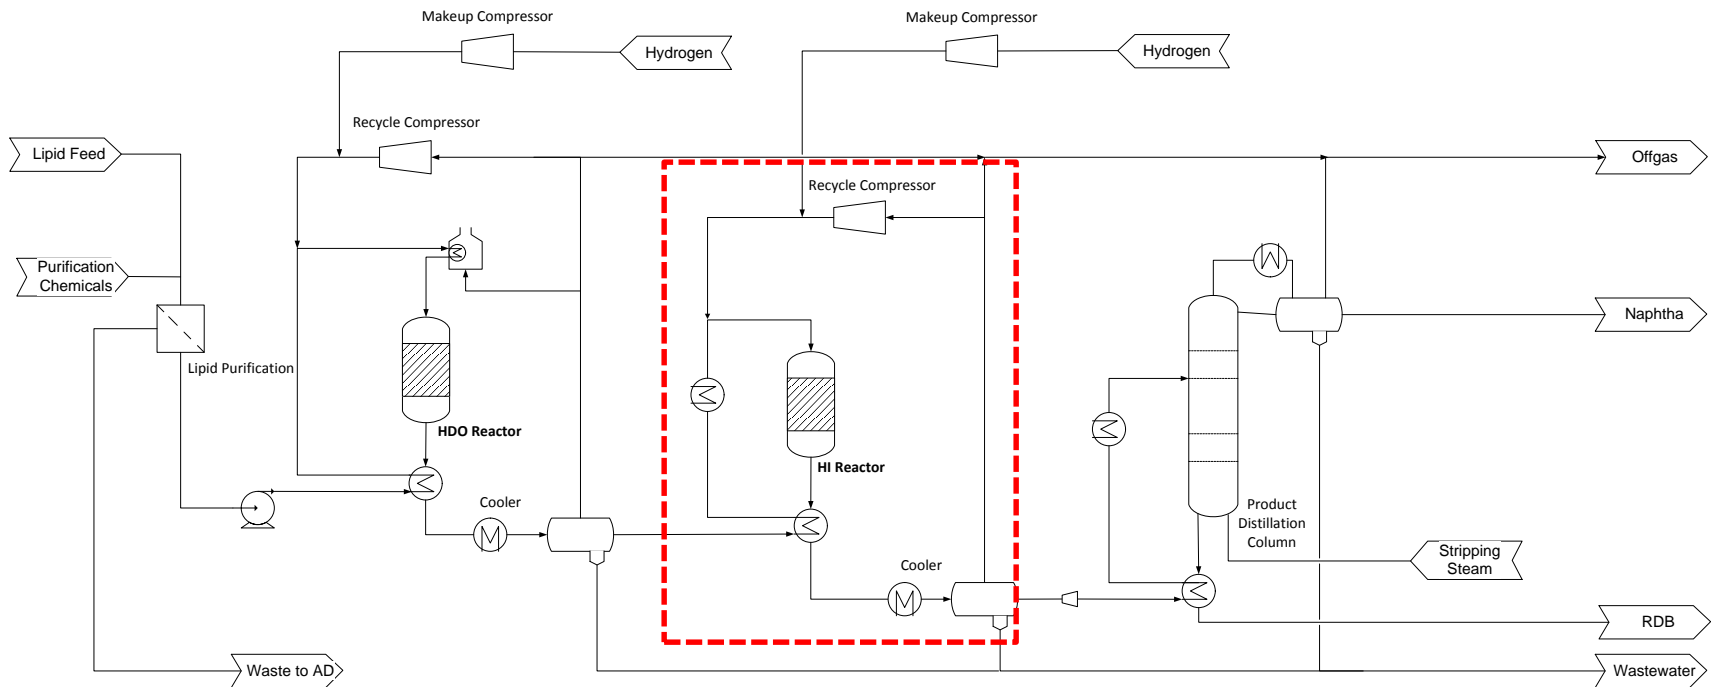 Makeup Compressor
Hydrogen
Makeup Compressor
Hydrogen
Recycle Compressor
Lipid Feed
Offgas
Recycle Compressor
Purification
Chemicals
Naphtha
Lipid Purification
HDO Reactor
HI Reactor
Cooler
Product
Distillation
Column
Stripping
Steam
Cooler
RDB
Waste to AD
Wastewater